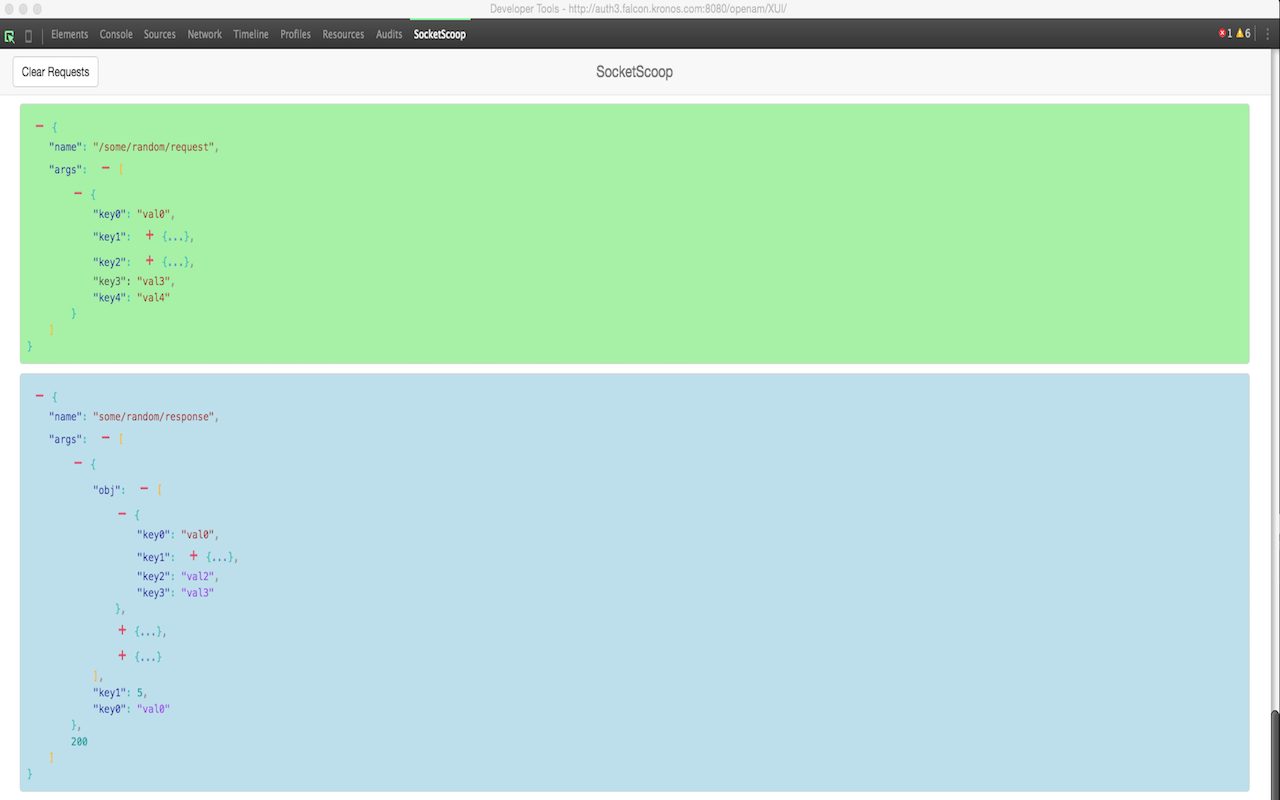 Developer Tools - http://auth3.falcon.kronos.com:8080/openam/XUI/
Elements Console Sources Network Timeline Profiles Resources Audits SocketScoop 1 6
Clear Requests SocketScoop
− {
"name": "/some/random/request",
"args": − [
− {
"key0": "val0",
"key1": + {...},
"key2": + {...},
"key3": "val3",
"key4": "val4"
}
]
}
− {
"name": "some/random/response",
"args": − [
− {
"obj": − [
− {
"key0": "val0",
"key1": + {...},
"key2": "val2",
"key3": "val3"
},
+ {...},
+ {...}
],
"key1": 5,
"key0": "val0"
},
200
]
}